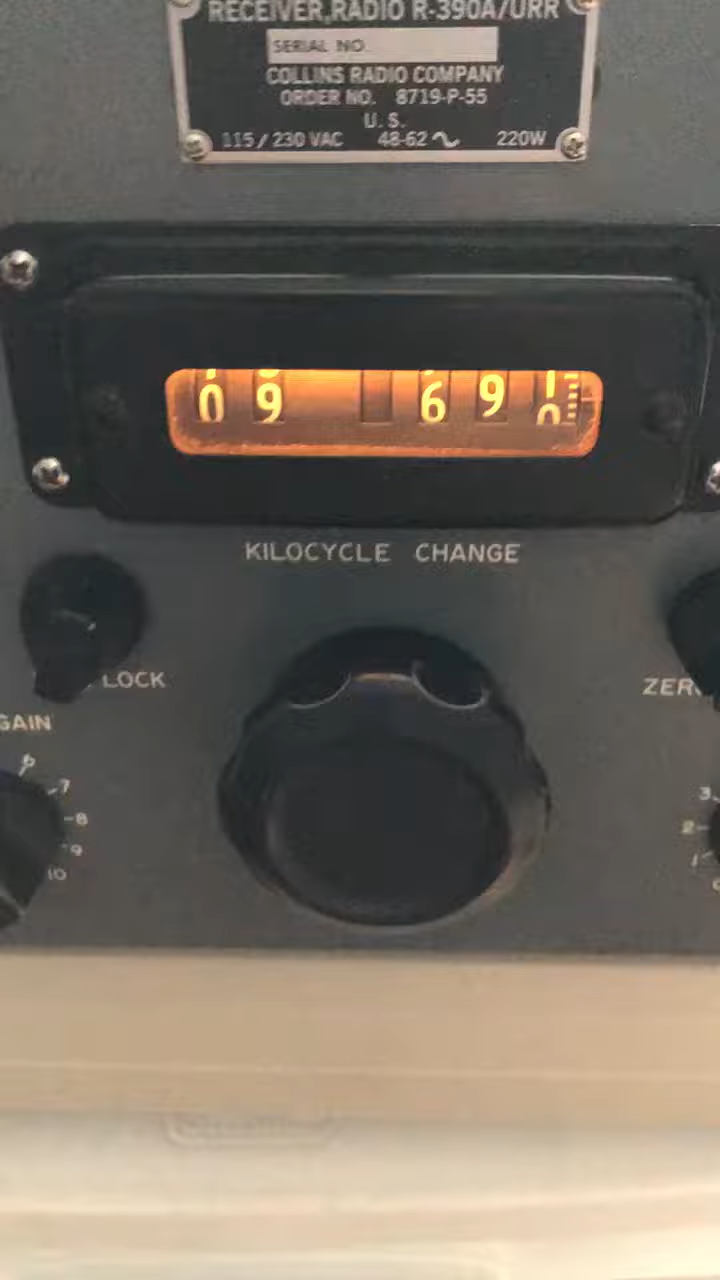 RECEIVER,RADIO R-390A/URR
SERIAL NO.
COLLINS RADIO COMPANY
ORDER NO. 8719-P-55
U.S.
115/230 VAC 48-62 220W
09 69 0
KILOCYCLE CHANGE
LOCK
ZER
GAIN
7
8
9
10
3
2
1